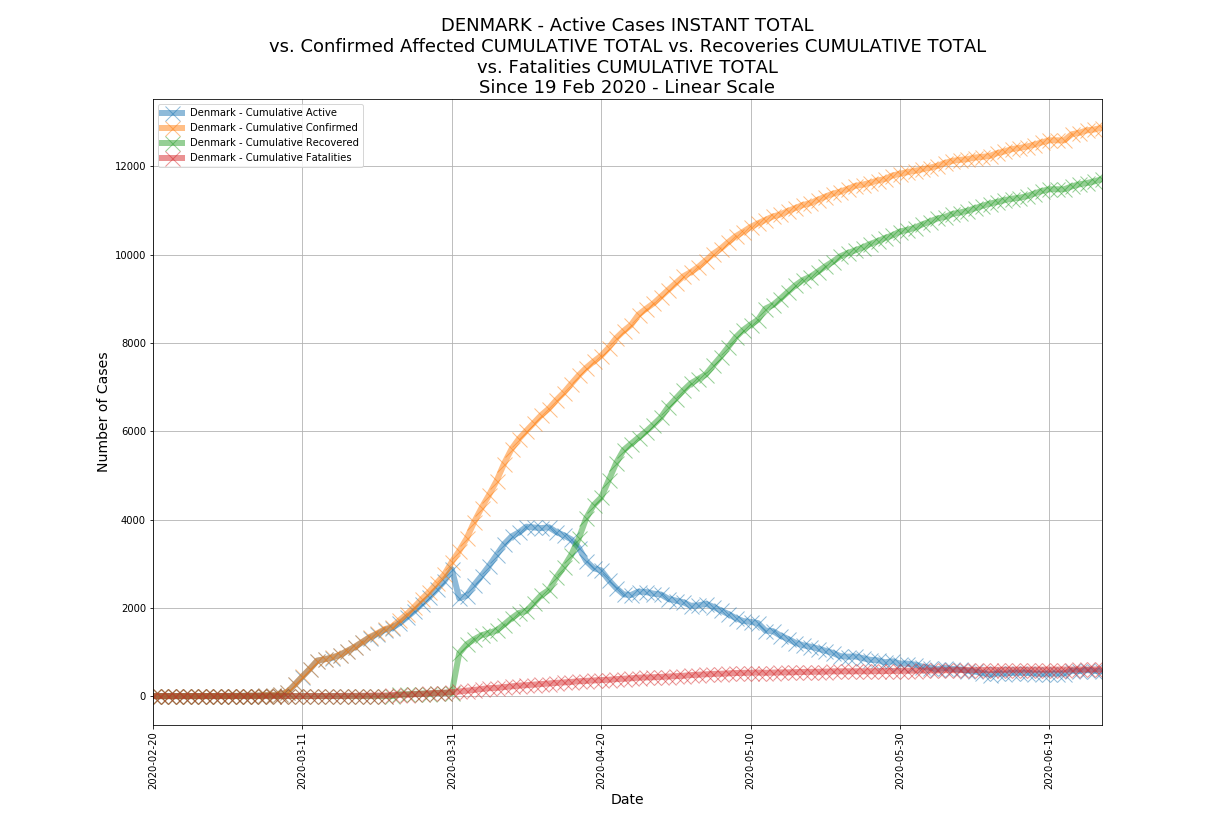 DENMARK - Active Cases INSTANT TOTAL
vs. Confirmed Affected CUMULATIVE TOTAL vs. Recoveries CUMULATIVE TOTAL
vs. Fatalities CUMULATIVE TOTAL
Since 19 Feb 2020 - Linear Scale
Denmark - Cumulative Active
Denmark - Cumulative Confirmed
Denmark - Cumulative Recovered
Denmark - Cumulative Fatalities
Number of Cases
12000
10000
8000
6000
4000
2000
0
2020-02-20
2020-03-11
2020-03-31
2020-04-20
2020-05-10
2020-05-30
2020-06-19
Date